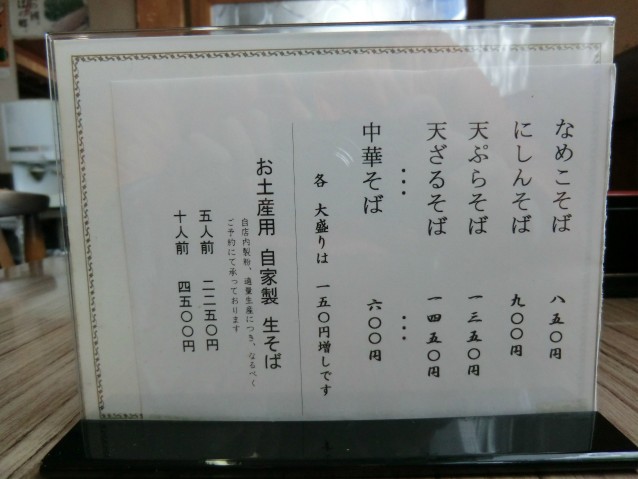 なめこそば 八五〇円
にしんそば 九〇〇円
天ぷらそば 一三五〇円
天ざるそば 一四五〇円
••• •••
中華そば 六〇〇円
各 大盛りは 一五〇円増しです
お土産用 自家製 生そば
自店内製粉、適量生産につき、なるべく
ご予約にて承っております
五人前 二二五〇円
十人前 四五〇〇円